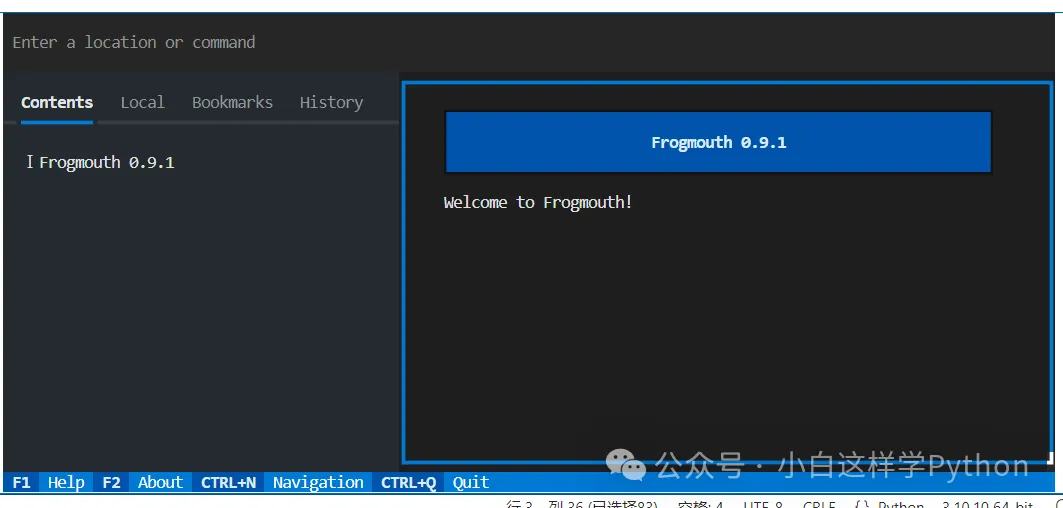 Enter a location or command
Contents Local Bookmarks History
Ⅰ Frogmouth 0.9.1
Frogmouth 0.9.1
Welcome to Frogmouth!
公众号 · 小白这样学Python
F1 Help F2 About CTRL+N Navigation CTRL+Q Quit
行 3, 列 36 (已选择83) 空格: 4 UTF-8 CRLF {} Python 3.10.10 64-bit